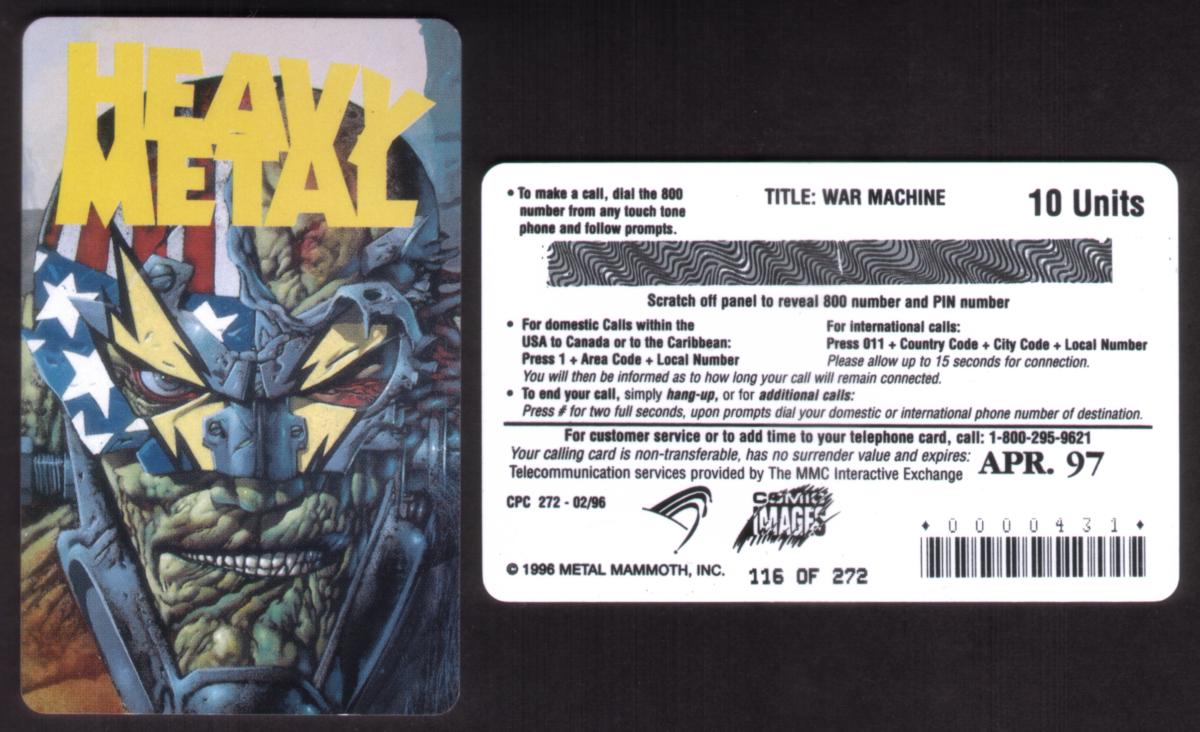 HEAVY
METAL
• To make a call, dial the 800
number from any touch tone
phone and follow prompts.
TITLE: WAR MACHINE
10 Units
Scratch off panel to reveal 800 number and PIN number
• For domestic Calls within the
USA to Canada or to the Caribbean:
Press 1 + Area Code + Local Number
For international calls:
Press 011 + Country Code + City Code + Local Number
Please allow up to 15 seconds for connection.
You will then be informed as to how long your call will remain connected.
• To end your call, simply hang-up, or for additional calls:
Press # for two full seconds, upon prompts dial your domestic or international phone number of destination.
For customer service or to add time to your telephone card, call: 1-800-295-9621
Your calling card is non-transferable, has no surrender value and expires: APR. 97
Telecommunication services provided by The MMC Interactive Exchange
CPC 272 - 02/96
COMIC
IMAGES
♦ 0000431 ♦
© 1996 METAL MAMMOTH, INC.
116 OF 272